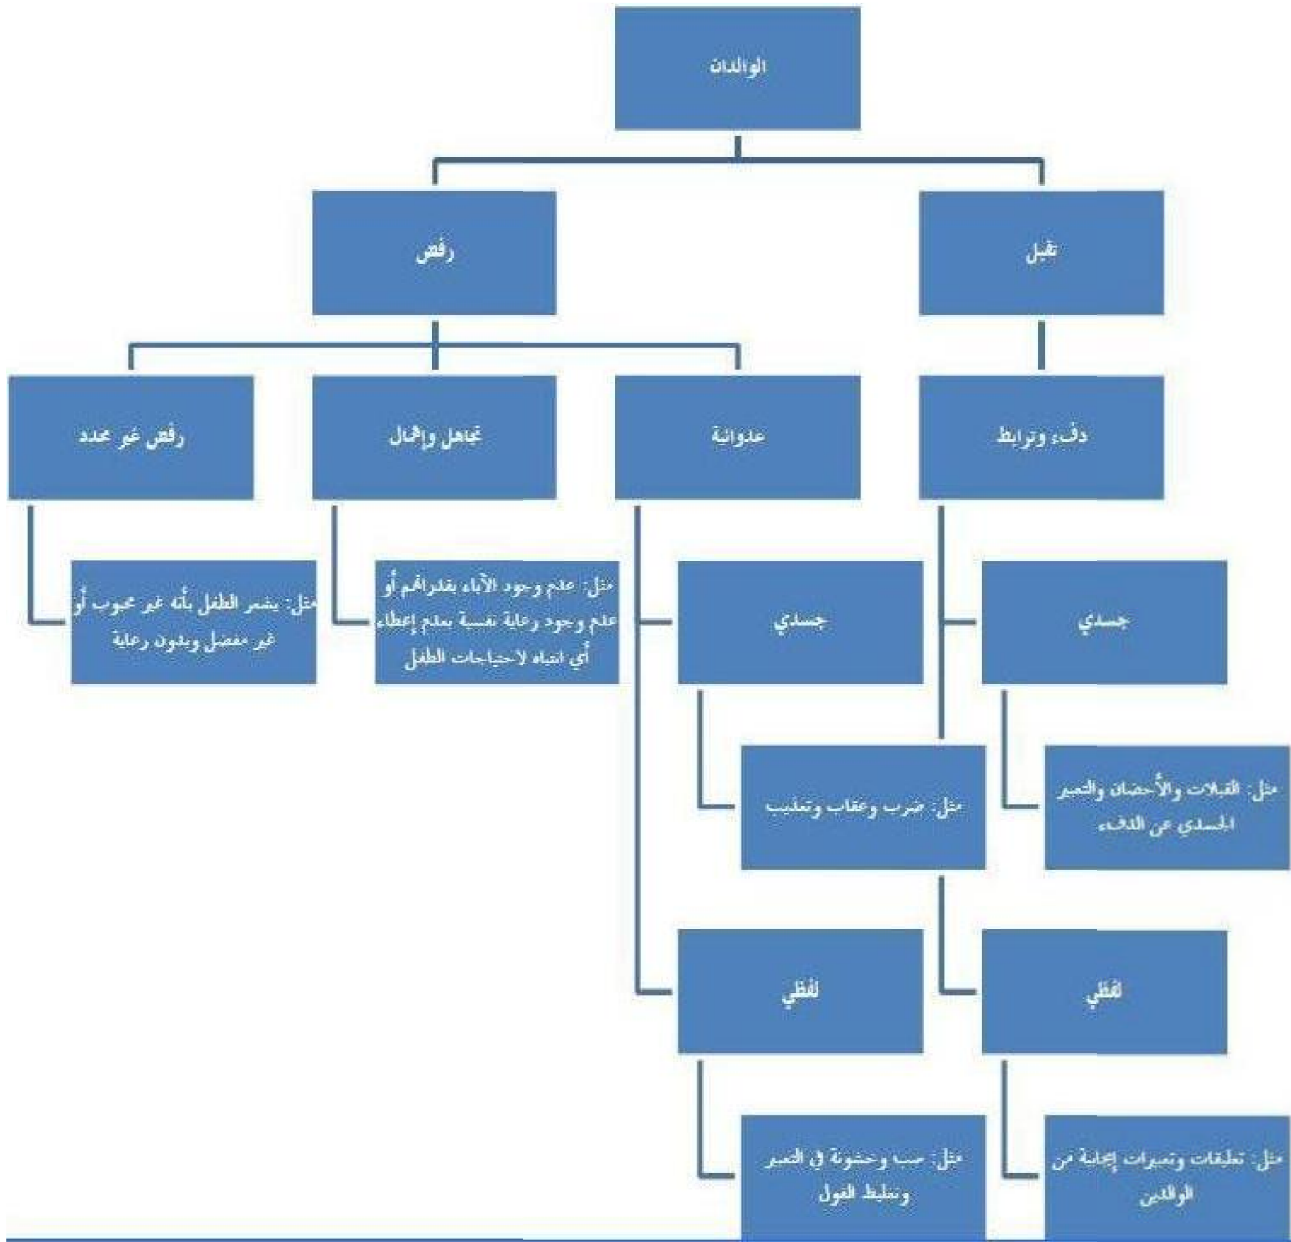 الوالدان
تقبل
رفض
دفء وترابط
عدوانية
تجاهل وإهمال
رفض غير محدد
جسدي
جسدي
مثل: عدم وجود الآباء بقدراتهم أو
عدم وجود رعاية نفسية بعدم إعطاء
أي انتباه لاحتياجات الطفل
مثل: يشعر الطفل بأنه غير محبوب أو
غير مفضل وبدون رعاية
مثل: القبلات والأحضان والتعبير
الجسدي عن الدفء
مثل: ضرب وعقاب وتعذيب
لفظي
لفظي
مثل: تعليقات وتعبيرات إيجابية من
الوالدين
مثل: سب وخشونة في التعبير
وتغليظ القول